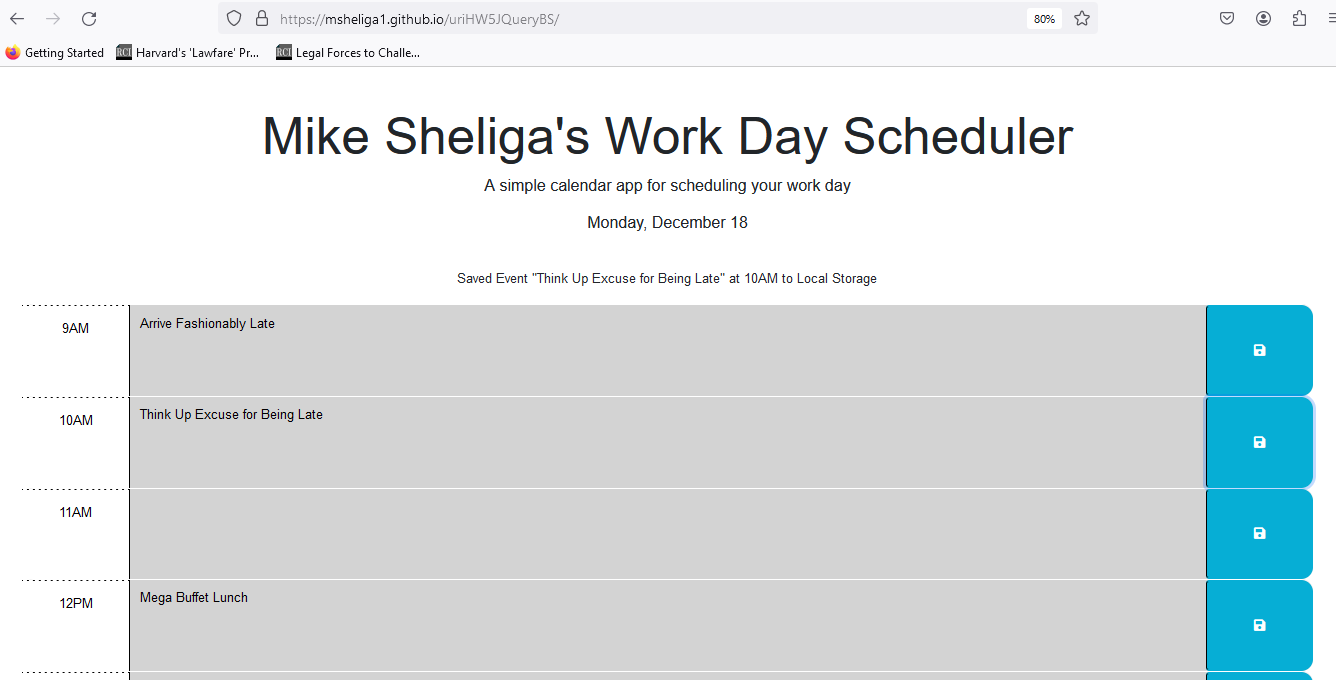 https://msheliga1.github.io/uriHW5JQueryBS/ 80%
Getting Started RCI Harvard's 'Lawfare' Pr... RCI Legal Forces to Challe...
Mike Sheliga's Work Day Scheduler
A simple calendar app for scheduling your work day
Monday, December 18
Saved Event "Think Up Excuse for Being Late" at 10AM to Local Storage
9AM Arrive Fashionably Late
10AM Think Up Excuse for Being Late
11AM
12PM Mega Buffet Lunch